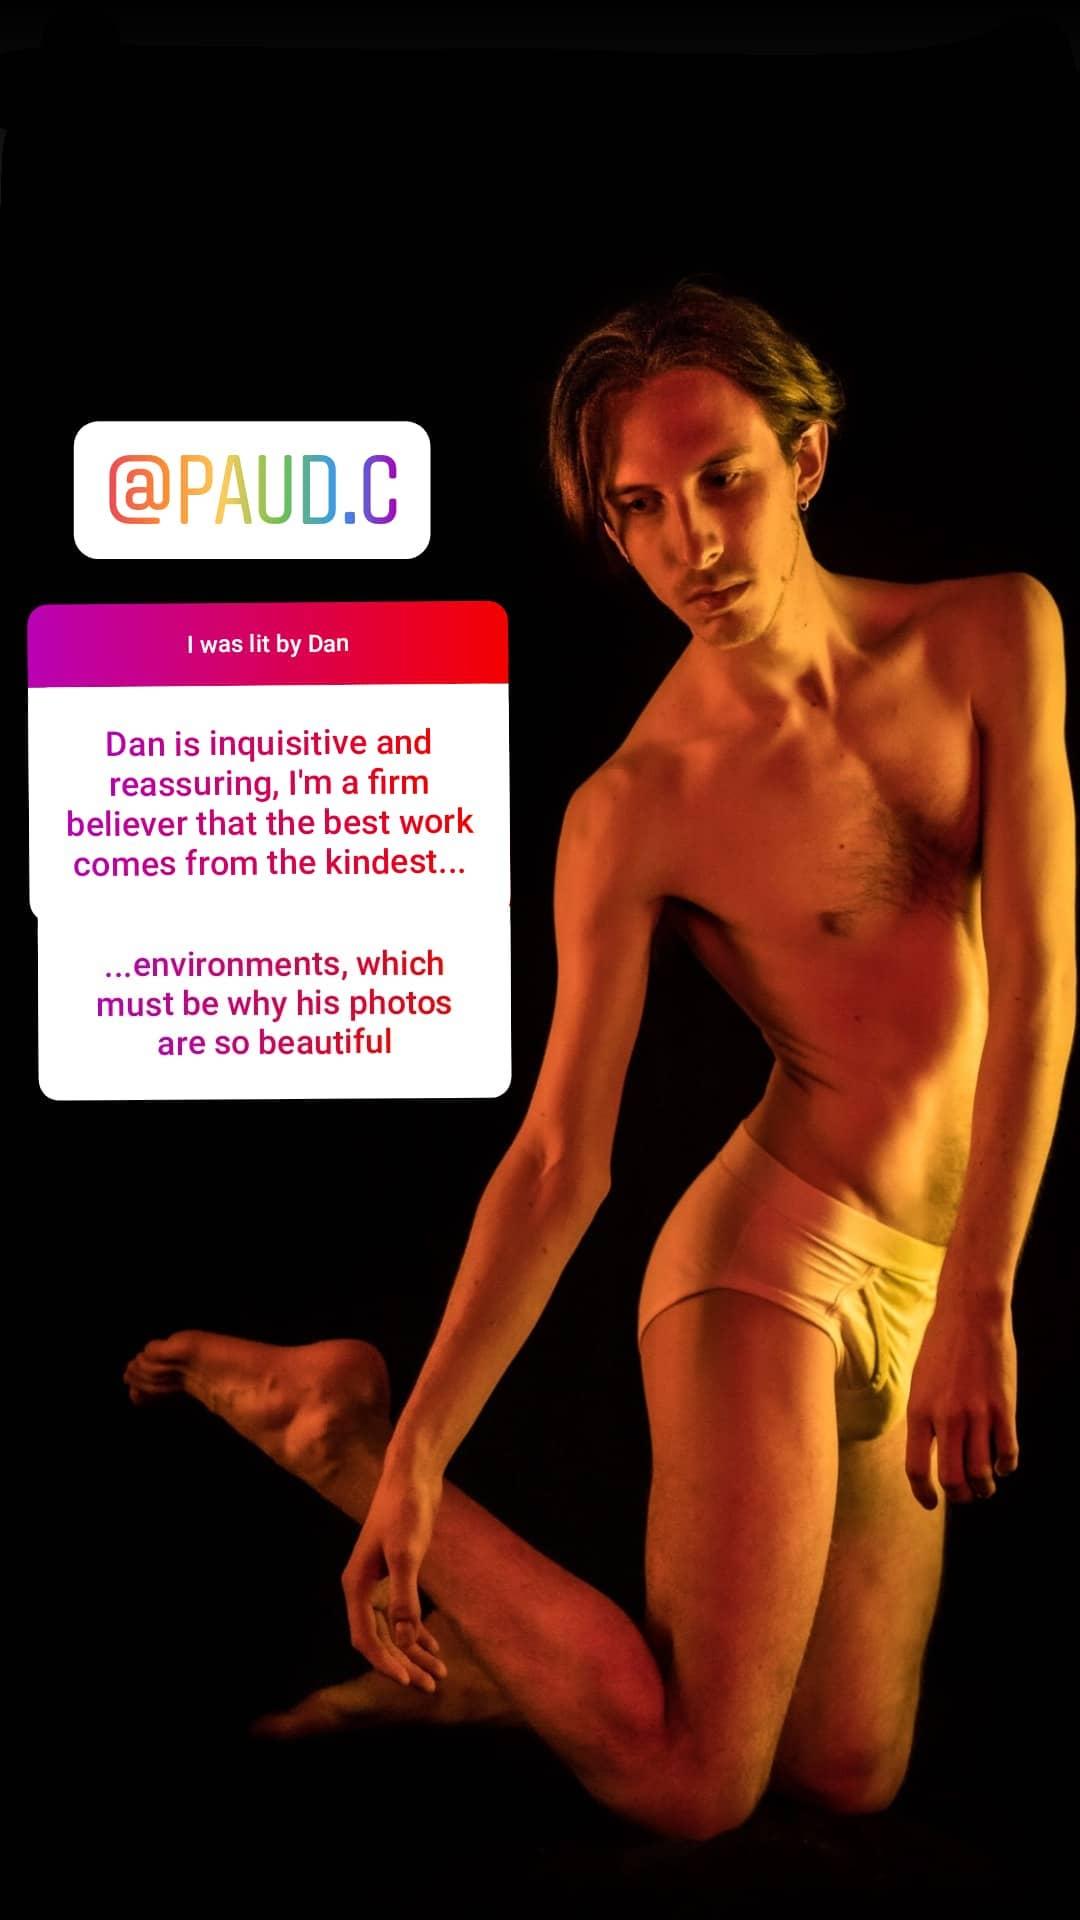 @PAUD.C
I was lit by Dan
Dan is inquisitive and
reassuring, I'm a firm
believer that the best work
comes from the kindest...
...environments, which
must be why his photos
are so beautiful